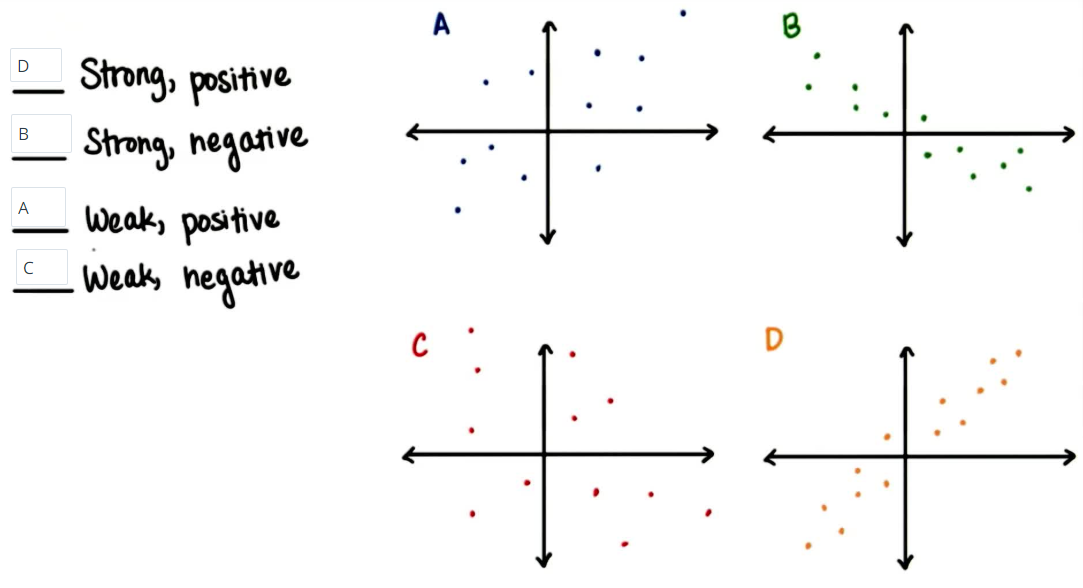 D Strong, positive
B Strong, negative
A Weak, positive
C Weak, negative
A
B
C
D